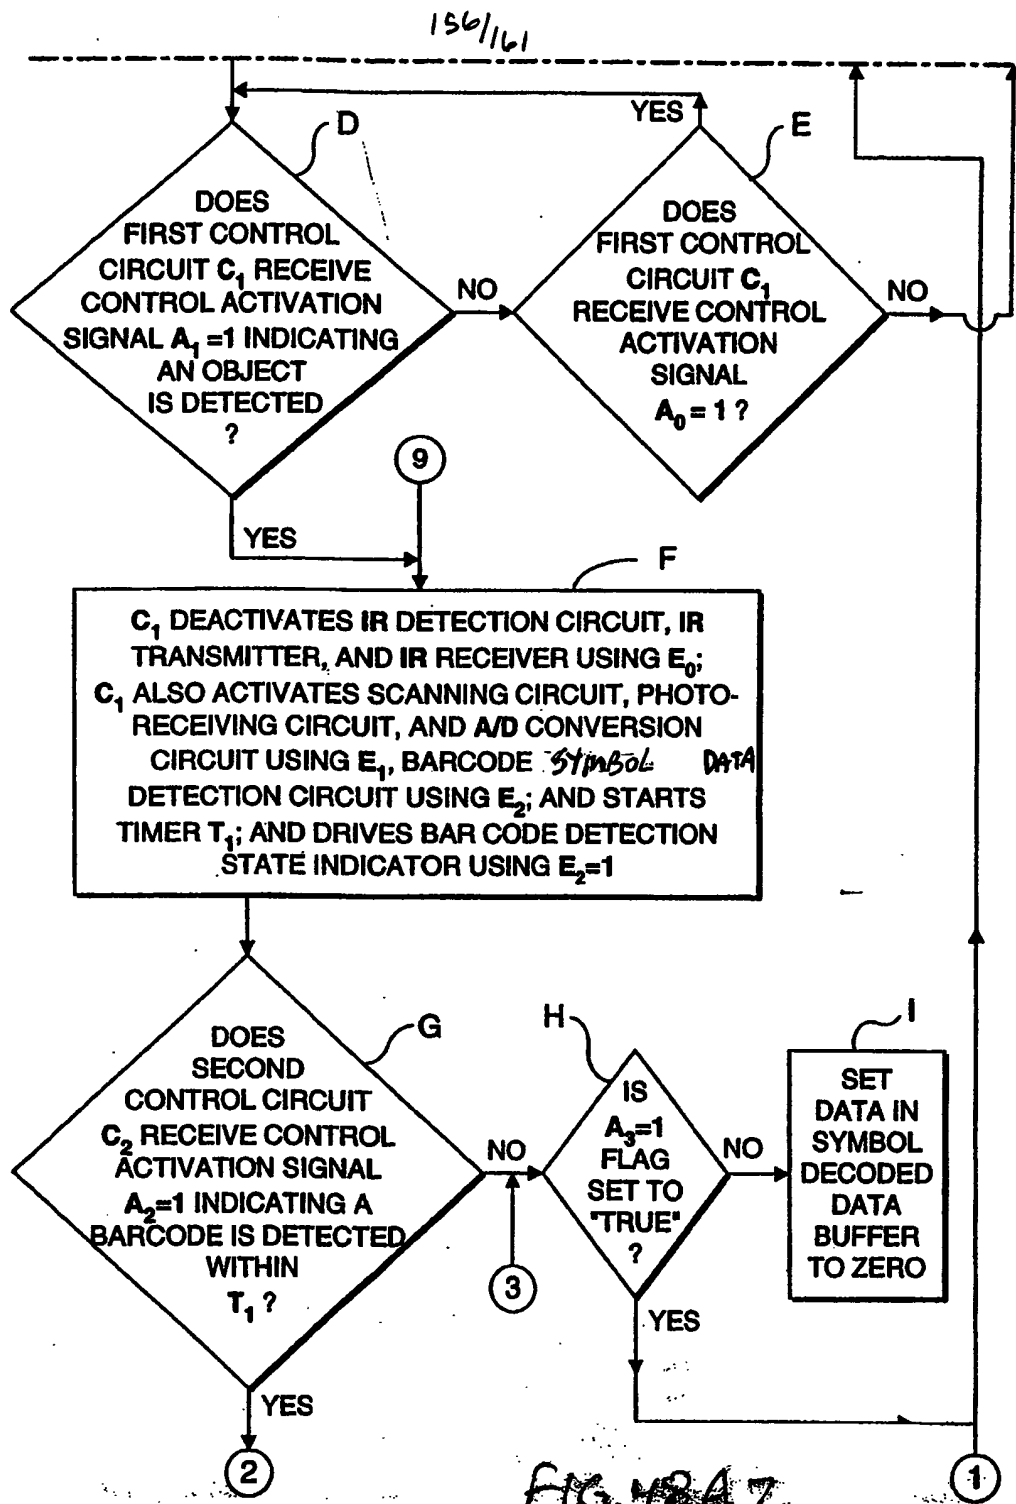 156/161
YES
D
E
DOES
FIRST CONTROL
CIRCUIT C₁ RECEIVE
CONTROL ACTIVATION
SIGNAL A₁ =1 INDICATING
AN OBJECT
IS DETECTED
?
NO
DOES
FIRST CONTROL
CIRCUIT C₁
RECEIVE CONTROL
ACTIVATION
SIGNAL
A₀ = 1 ?
NO
9
YES
F
C₁ DEACTIVATES IR DETECTION CIRCUIT, IR
TRANSMITTER, AND IR RECEIVER USING E₀;
C₁ ALSO ACTIVATES SCANNING CIRCUIT, PHOTO-
RECEIVING CIRCUIT, AND A/D CONVERSION
CIRCUIT USING E₁, BARCODE SYMBOL DATA
DETECTION CIRCUIT USING E₂; AND STARTS
TIMER T₁; AND DRIVES BAR CODE DETECTION
STATE INDICATOR USING E₂=1
G
H
I
DOES
SECOND
CONTROL CIRCUIT
C₂ RECEIVE CONTROL
ACTIVATION SIGNAL
A₂=1 INDICATING A
BARCODE IS DETECTED
WITHIN
T₁ ?
NO
3
IS
A₃=1
FLAG
SET TO
"TRUE"
?
NO
SET
DATA IN
SYMBOL
DECODED
DATA
BUFFER
TO ZERO
YES
YES
2
1
FIG. 48A2